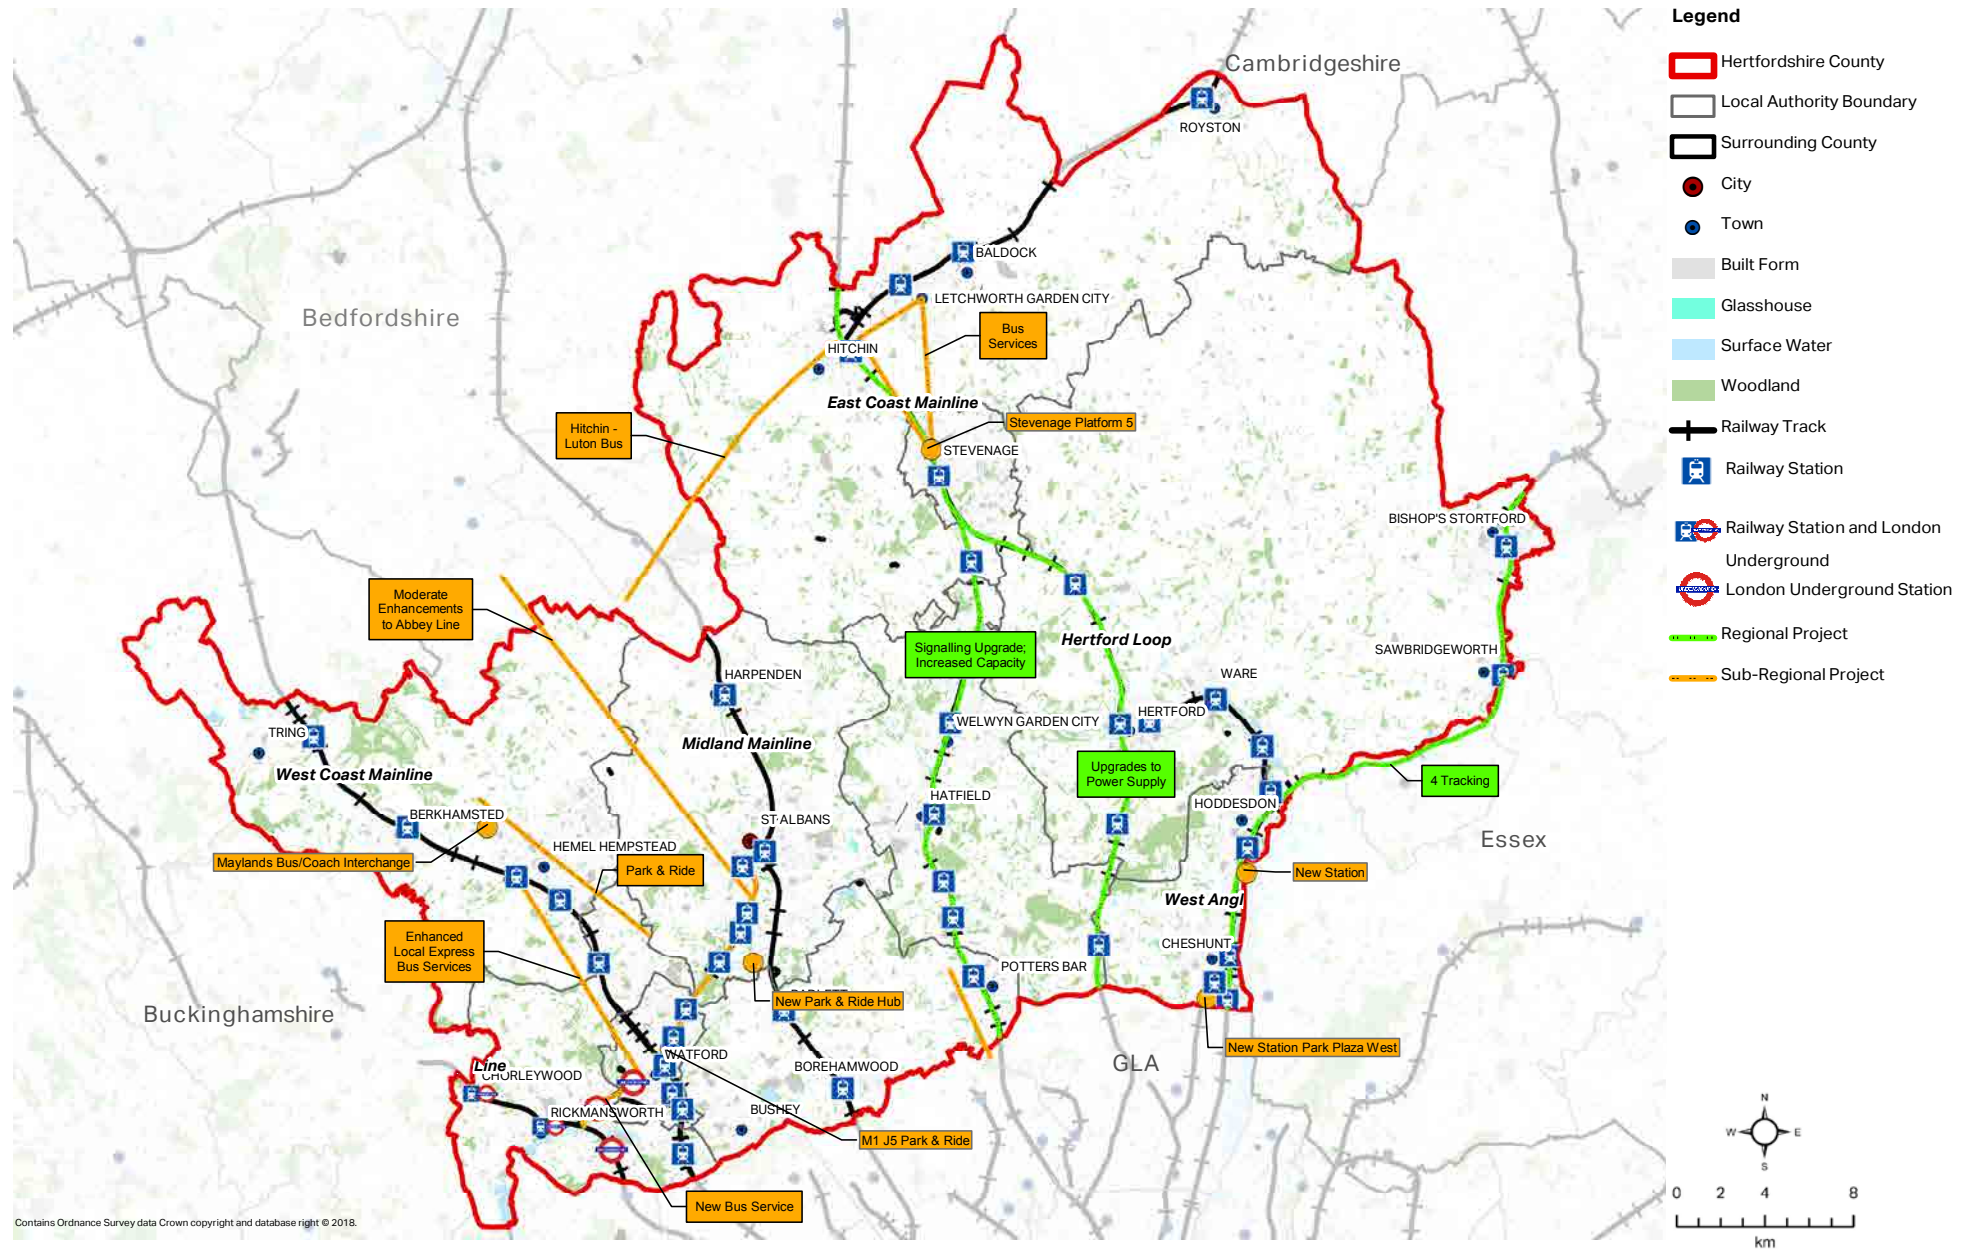 Legend
Hertfordshire County
Local Authority Boundary
Surrounding County
City
Town
Built Form
Glasshouse
Surface Water
Woodland
Railway Track
Railway Station
Railway Station and London
Underground
London Underground Station
Regional Project
Sub-Regional Project
Cambridgeshire
ROYSTON
BALDOCK
Bedfordshire
LETCHWORTH GARDEN CITY
Bus
Services
HITCHIN
East Coast Mainline
Stevenage Platform 5
Hitchin -
Luton Bus
STEVENAGE
BISHOP'S STORTFORD
Moderate
Enhancements
to Abbey Line
Signalling Upgrade;
Increased Capacity
Hertford Loop
SAWBRIDGEWORTH
HARPENDEN
WARE
HERTFORD
WELWYN GARDEN CITY
TRING
Midland Mainline
West Coast Mainline
Upgrades to
Power Supply
4 Tracking
HATFIELD
HODDESDON
BERKHAMSTED
ST ALBANS
Essex
HEMEL HEMPSTEAD
Maylands Bus/Coach Interchange
Park & Ride
New Station
West Angl
Enhanced
Local Express
Bus Services
CHESHUNT
POTTERS BAR
New Park & Ride Hub
Buckinghamshire
New Station Park Plaza West
GLA
WATFORD
Line
CHORLEYWOOD
BOREHAMWOOD
RICKMANSWORTH
BUSHEY
M1 J5 Park & Ride
New Bus Service
N
W
E
S
0 2 4 8
km
Contains Ordnance Survey data Crown copyright and database right © 2018.